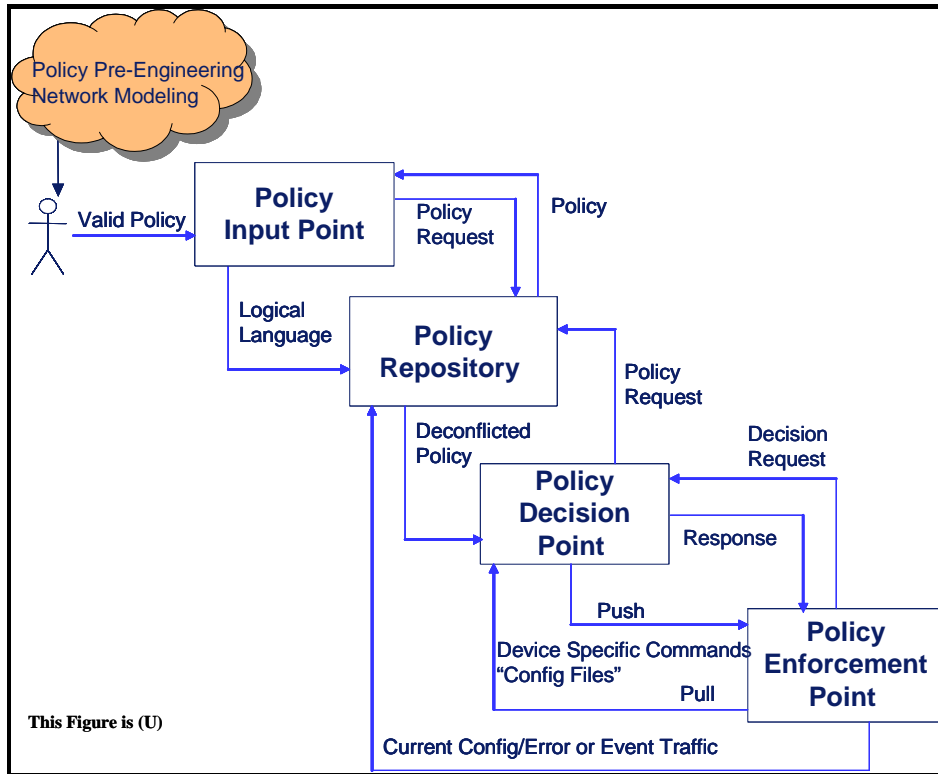 Policy Pre-Engineering
Network Modeling
Valid Policy
Policy
Input Point
Policy
Request
Policy
Logical
Language
Policy
Repository
Policy
Request
Deconflicted
Policy
Decision
Request
Policy
Decision
Point
Response
Push
Device Specific Commands
“Config Files”
Pull
Policy
Enforcement
Point
This Figure is (U)
Current Config/Error or Event Traffic